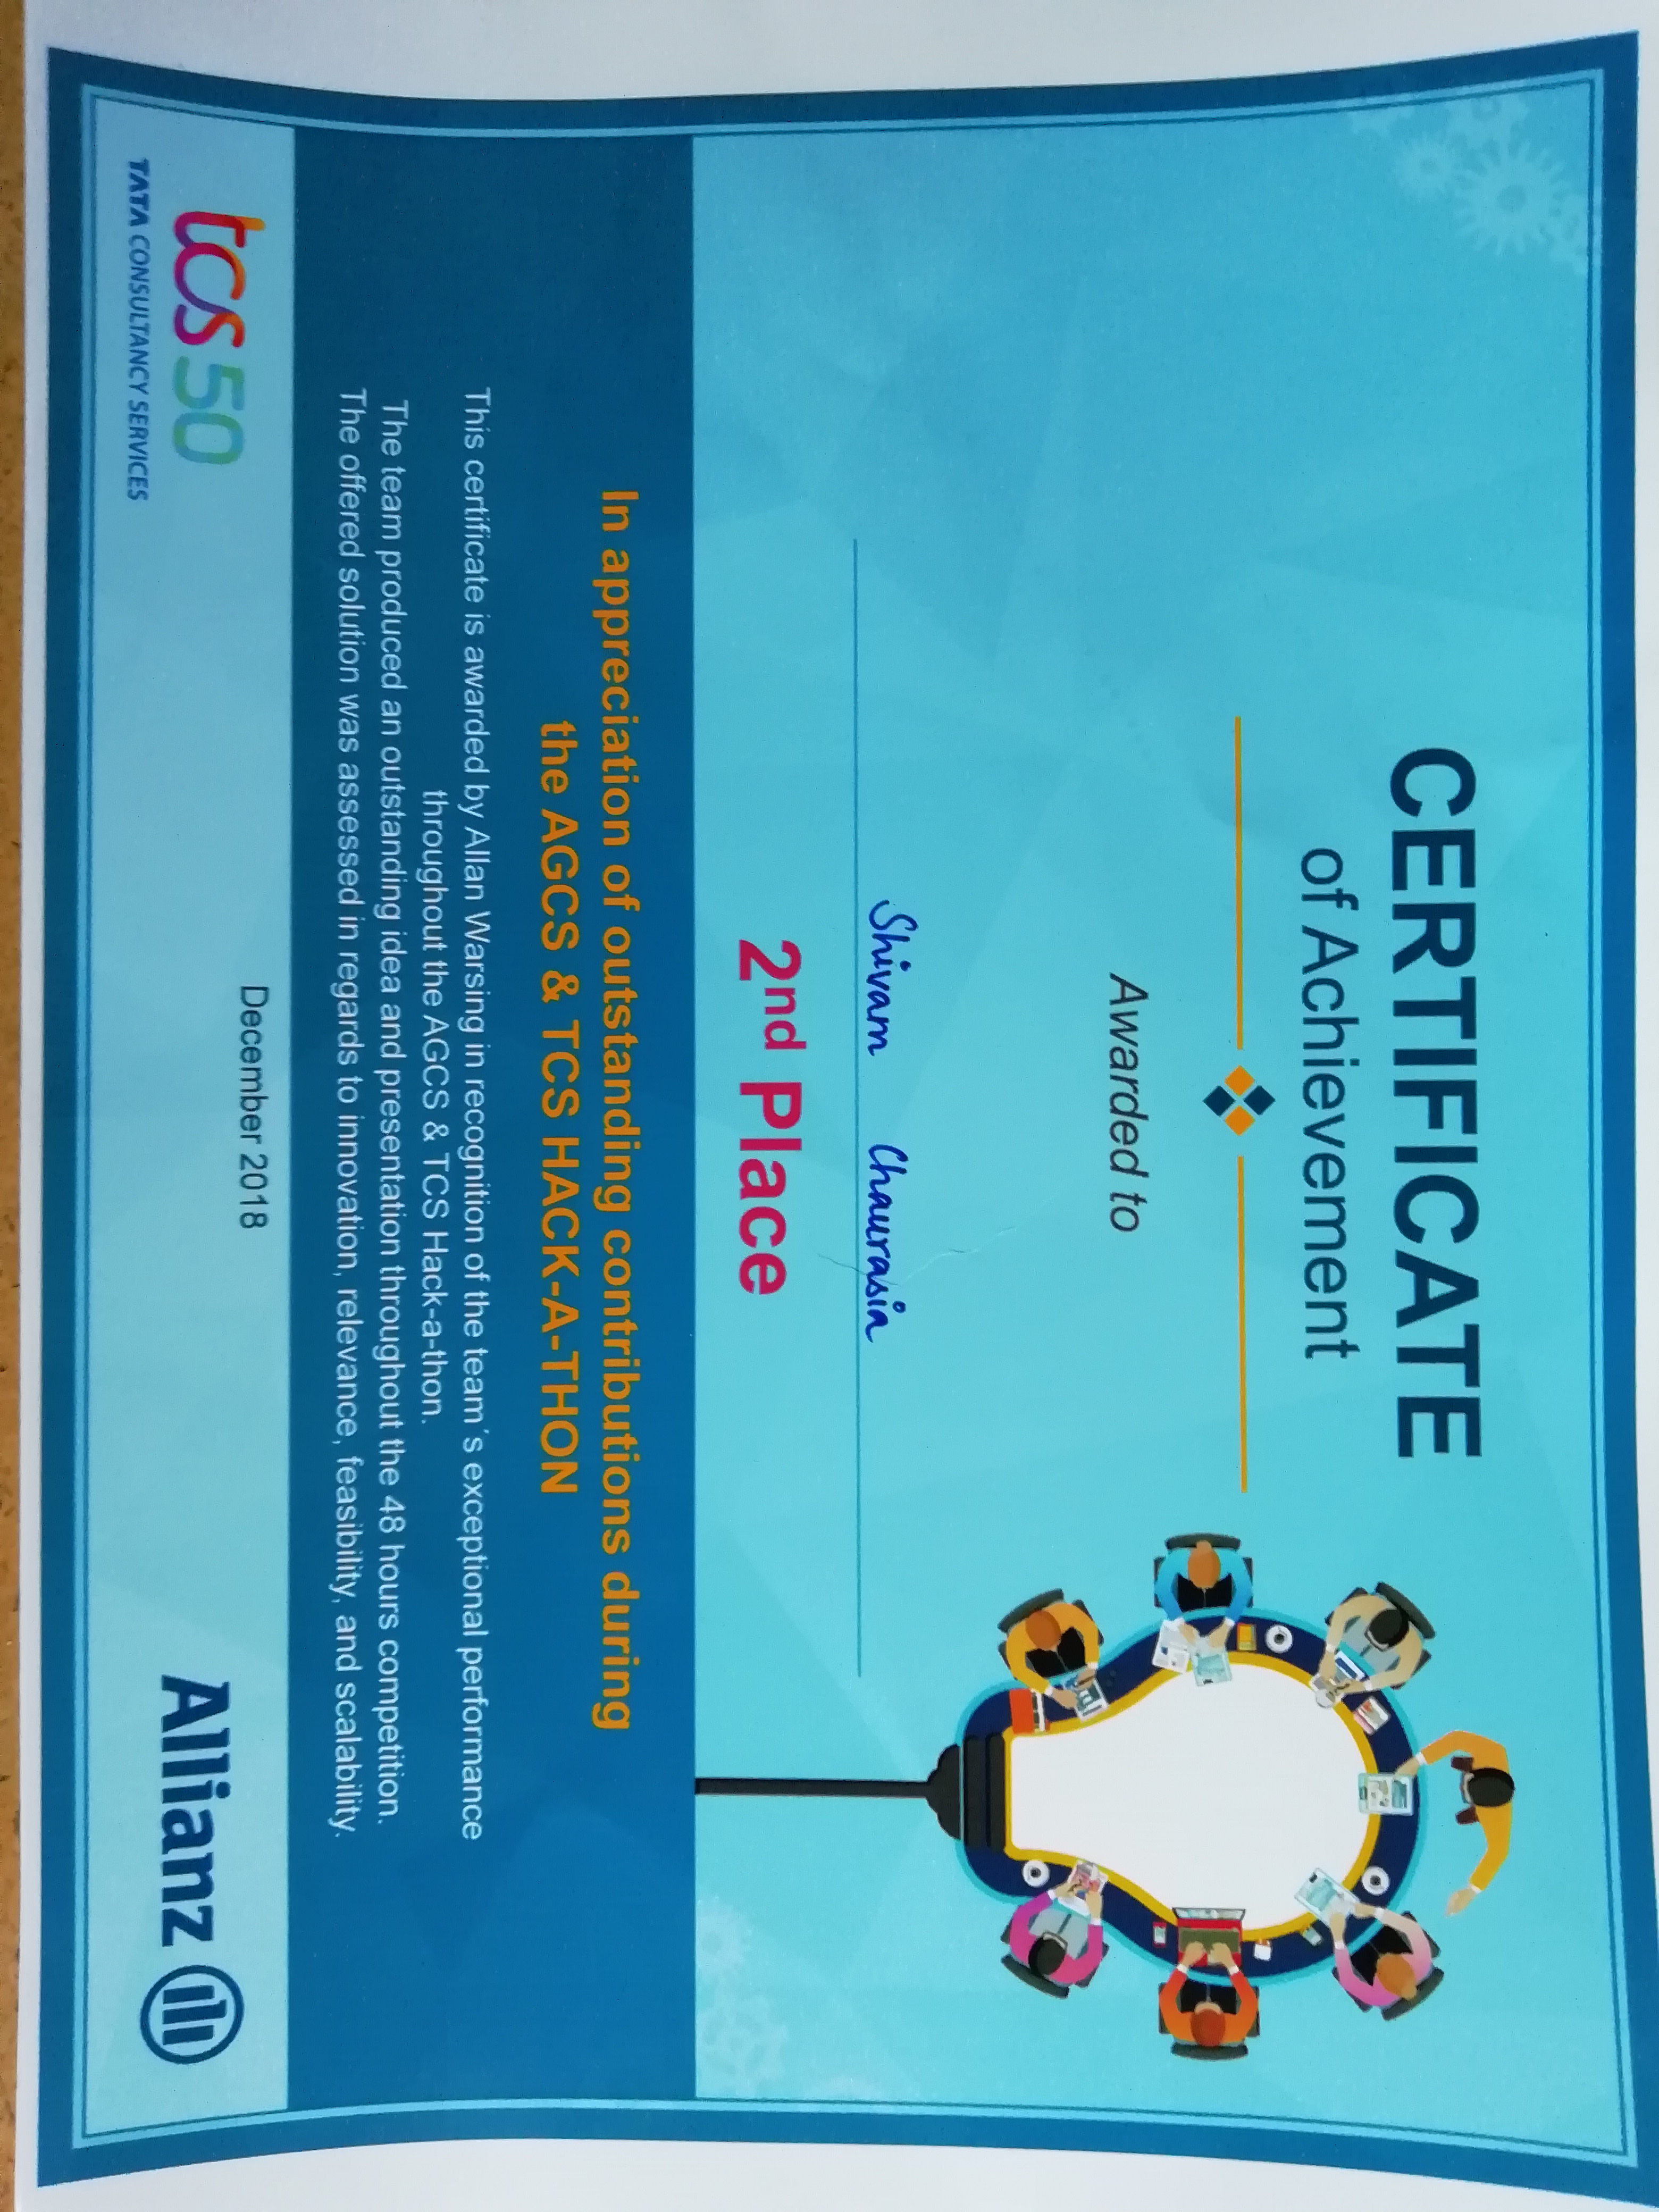 CERTIFICATE
of Achievement
Awarded to
Shivam Chaurasia
2nd Place
In appreciation of outstanding contributions during
the AGCS & TCS HACK-A-THON
This certificate is awarded by Allan Warsing in recognition of the team´s exceptional performance
throughout the AGCS & TCS Hack-a-thon.
The team produced an outstanding idea and presentation throughout the 48 hours competition.
The offered solution was assessed in regards to innovation, relevance, feasibility, and scalability.
December 2018
tcs 50
TATA CONSULTANCY SERVICES
Allianz